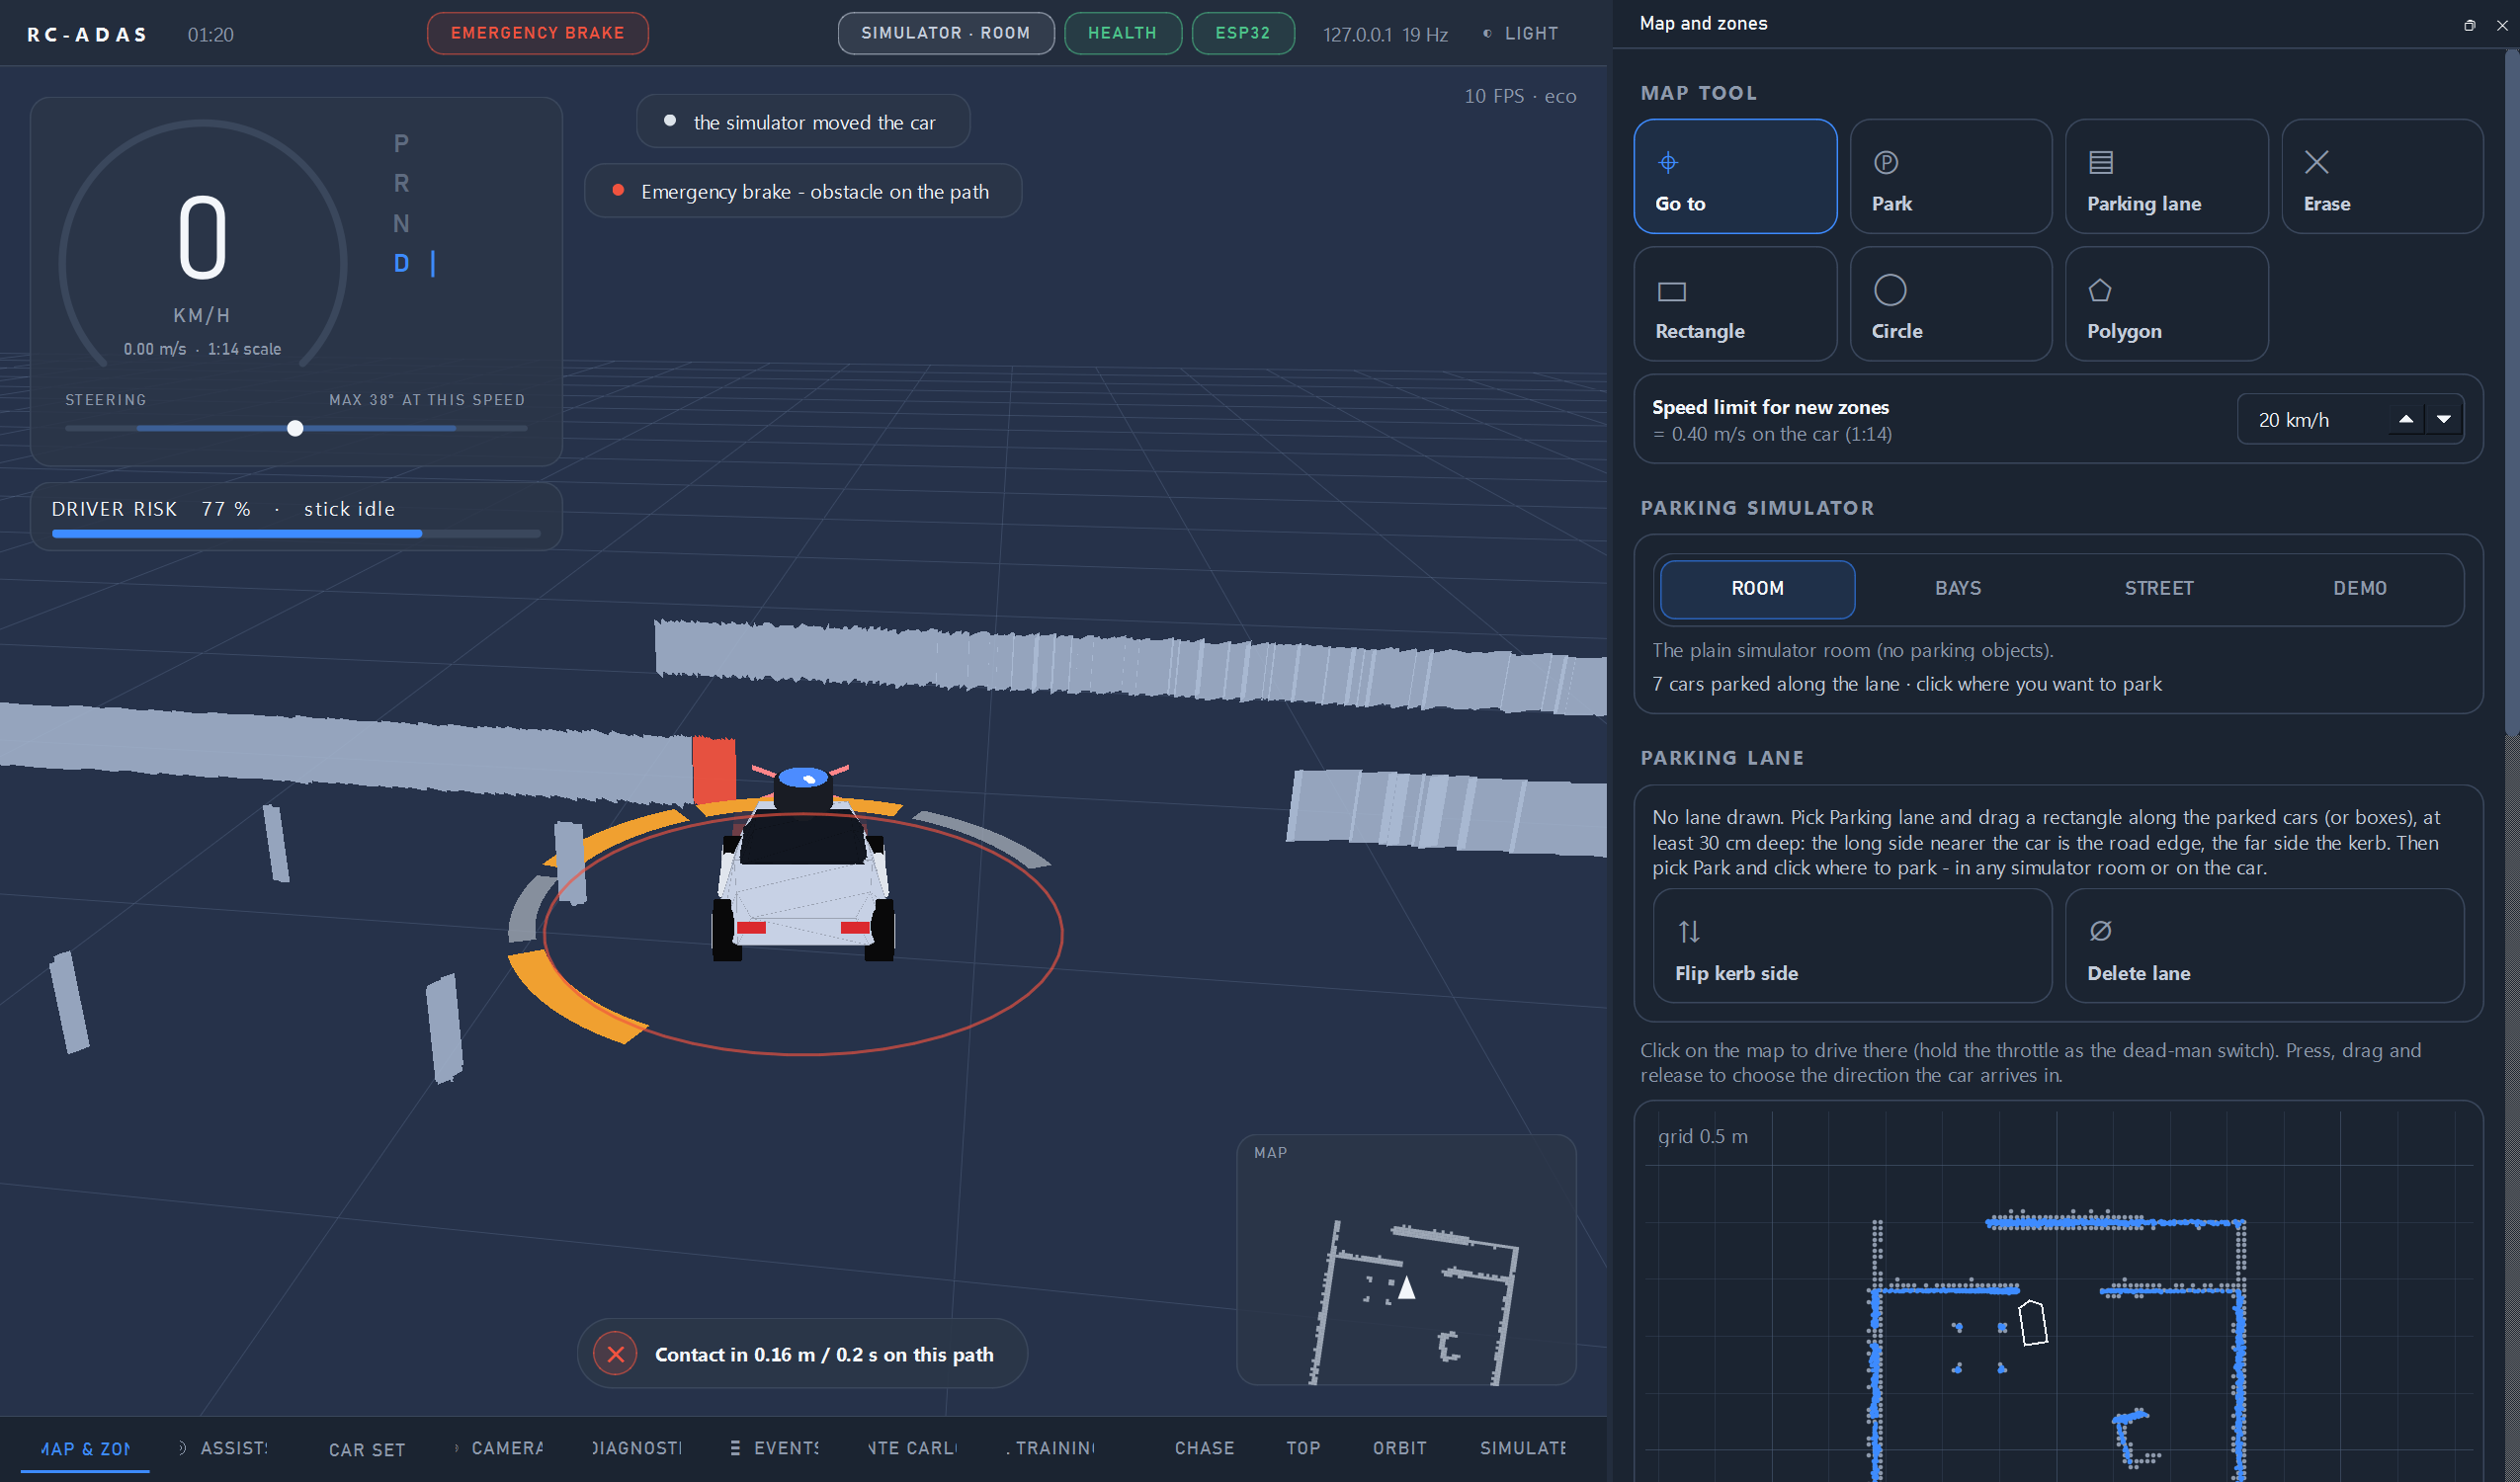 RC-ADAS 01:20 EMERGENCY BRAKE SIMULATOR · ROOM HEALTH ESP32 127.0.0.1 19 Hz LIGHT
10 FPS · eco
the simulator moved the car
Emergency brake - obstacle on the path
P
R
N
D
0
KM/H
0.00 m/s · 1:14 scale
STEERING MAX 38° AT THIS SPEED
DRIVER RISK 77 % · stick idle
MAP
Contact in 0.16 m / 0.2 s on this path
MAP & ZON ASSIST CAR SET CAMERA DIAGNOSTI EVENTS NTE CARL . TRAININ CHASE TOP ORBIT SIMULATE
Map and zones
MAP TOOL
Go to Park Parking lane Erase
Rectangle Circle Polygon
Speed limit for new zones
= 0.40 m/s on the car (1:14)
20 km/h
PARKING SIMULATOR
ROOM BAYS STREET DEMO
The plain simulator room (no parking objects).
7 cars parked along the lane · click where you want to park
PARKING LANE
No lane drawn. Pick Parking lane and drag a rectangle along the parked cars (or boxes), at
least 30 cm deep: the long side nearer the car is the road edge, the far side the kerb. Then
pick Park and click where to park - in any simulator room or on the car.
Flip kerb side Delete lane
Click on the map to drive there (hold the throttle as the dead-man switch). Press, drag and
release to choose the direction the car arrives in.
grid 0.5 m